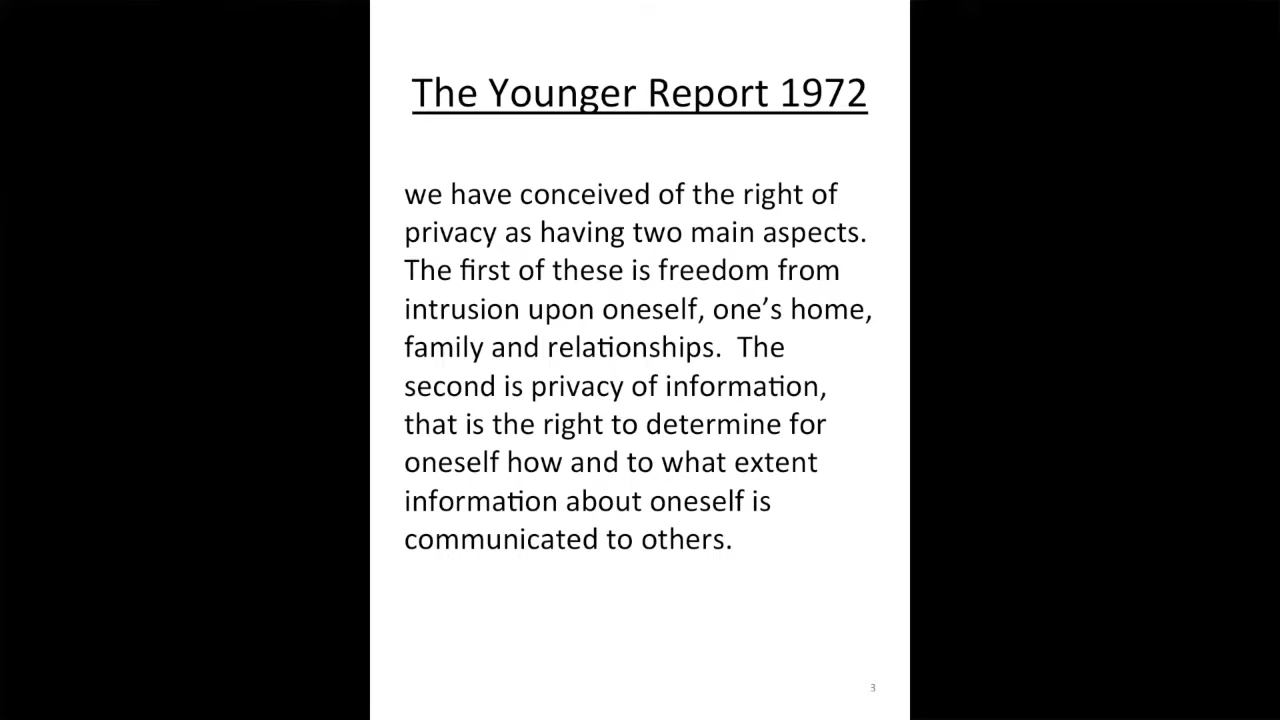 The Younger Report 1972
we have conceived of the right of
privacy as having two main aspects.
The first of these is freedom from
intrusion upon oneself, one’s home,
family and relationships.  The
second is privacy of information,
that is the right to determine for
oneself how and to what extent
information about oneself is
communicated to others.
3